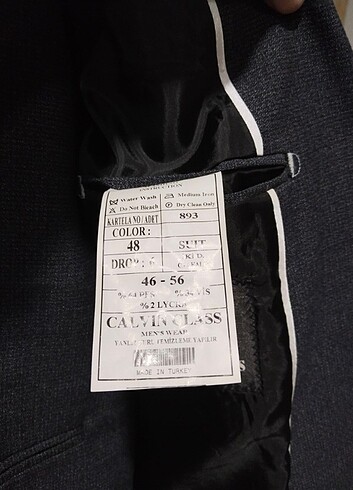 INSTRUCTION
Water Wash Medium Iron
Do Not Bleach Dry Clean Only
KARTELA NO / ADET 893
COLOR :
48 SUIT
DROP :
46 - 56
%2 LYCRA
CALVIN CLASS
MEN'S WEAR
MADE IN TURKEY
S